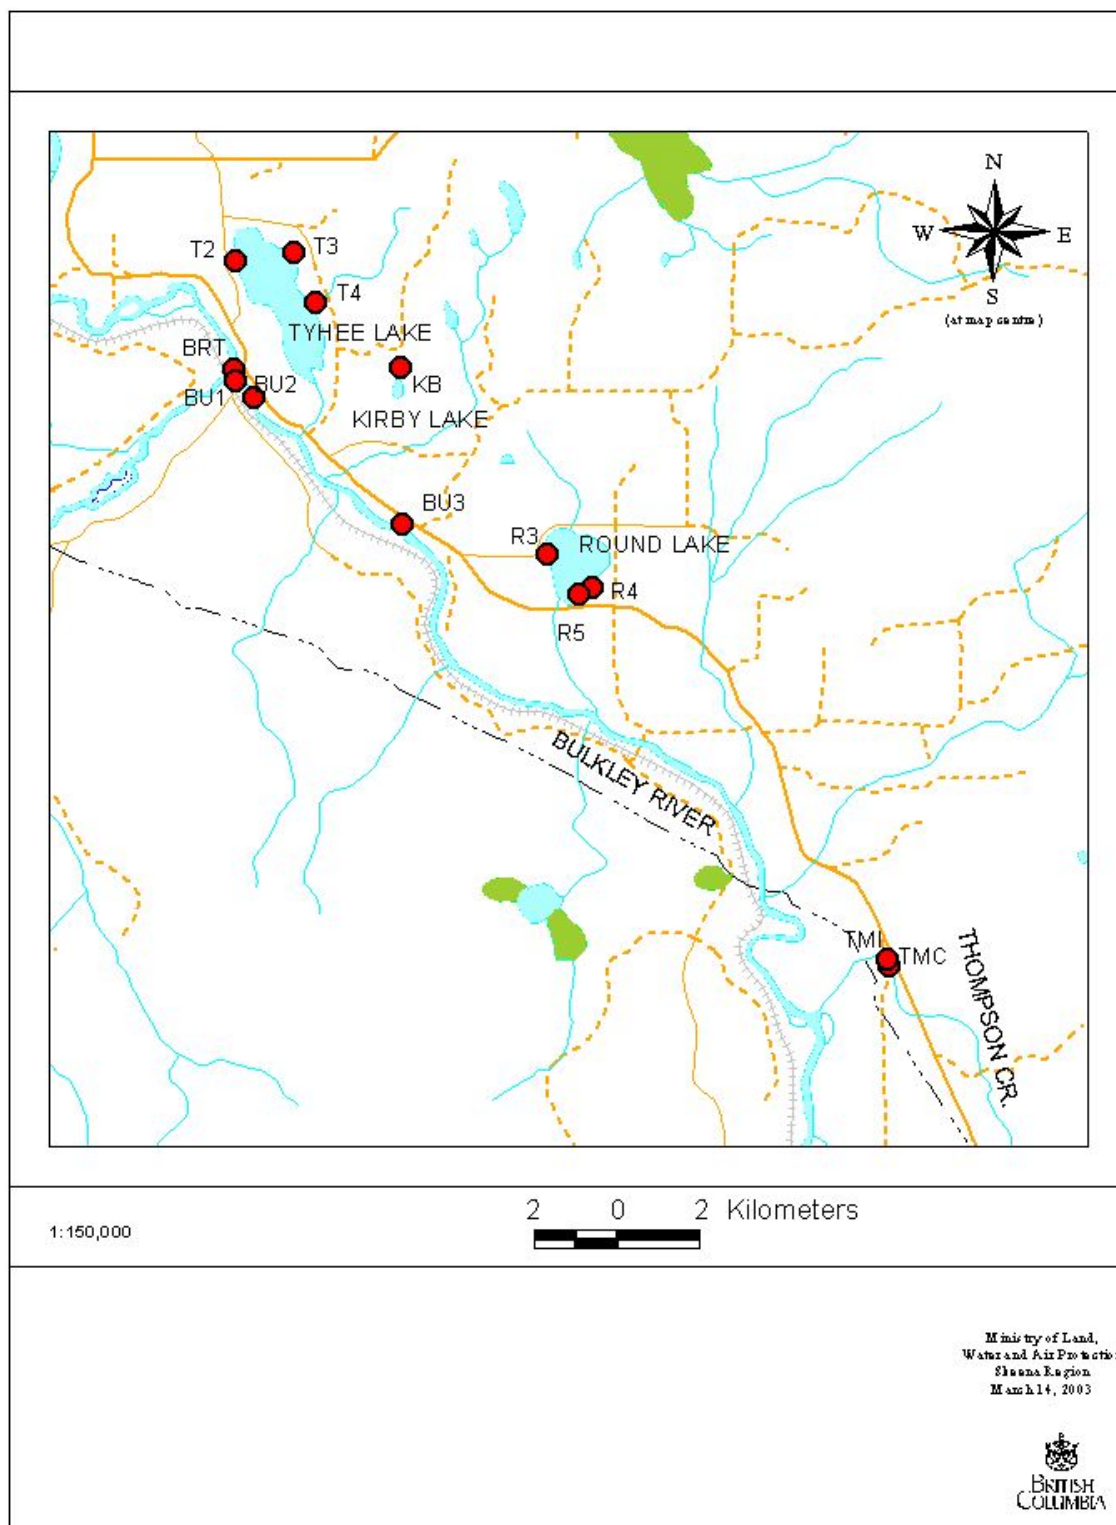 N
W E
S
(at map centre)
T2
T3
T4
TYHEE LAKE
BRT
BU1
BU2
KB
KIRBY LAKE
BU3
R3
ROUND LAKE
R4
R5
BULKLEY RIVER
TMI
TMC
THOMPSON CR.
2 0 2 Kilometers
1:150,000
Ministry of Land,
Water and Air Protectio
Skeena Region
March 14, 2003
BRITISH
COLUMBIA